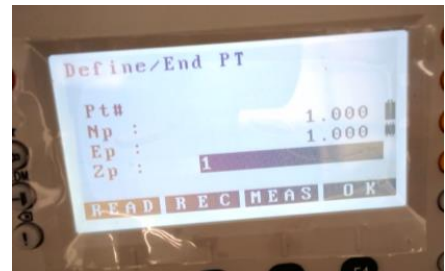 Define/End PT
Pt#
Np : 1.000
Ep : 1.000
Zp : 1
READ REC MEAS OK